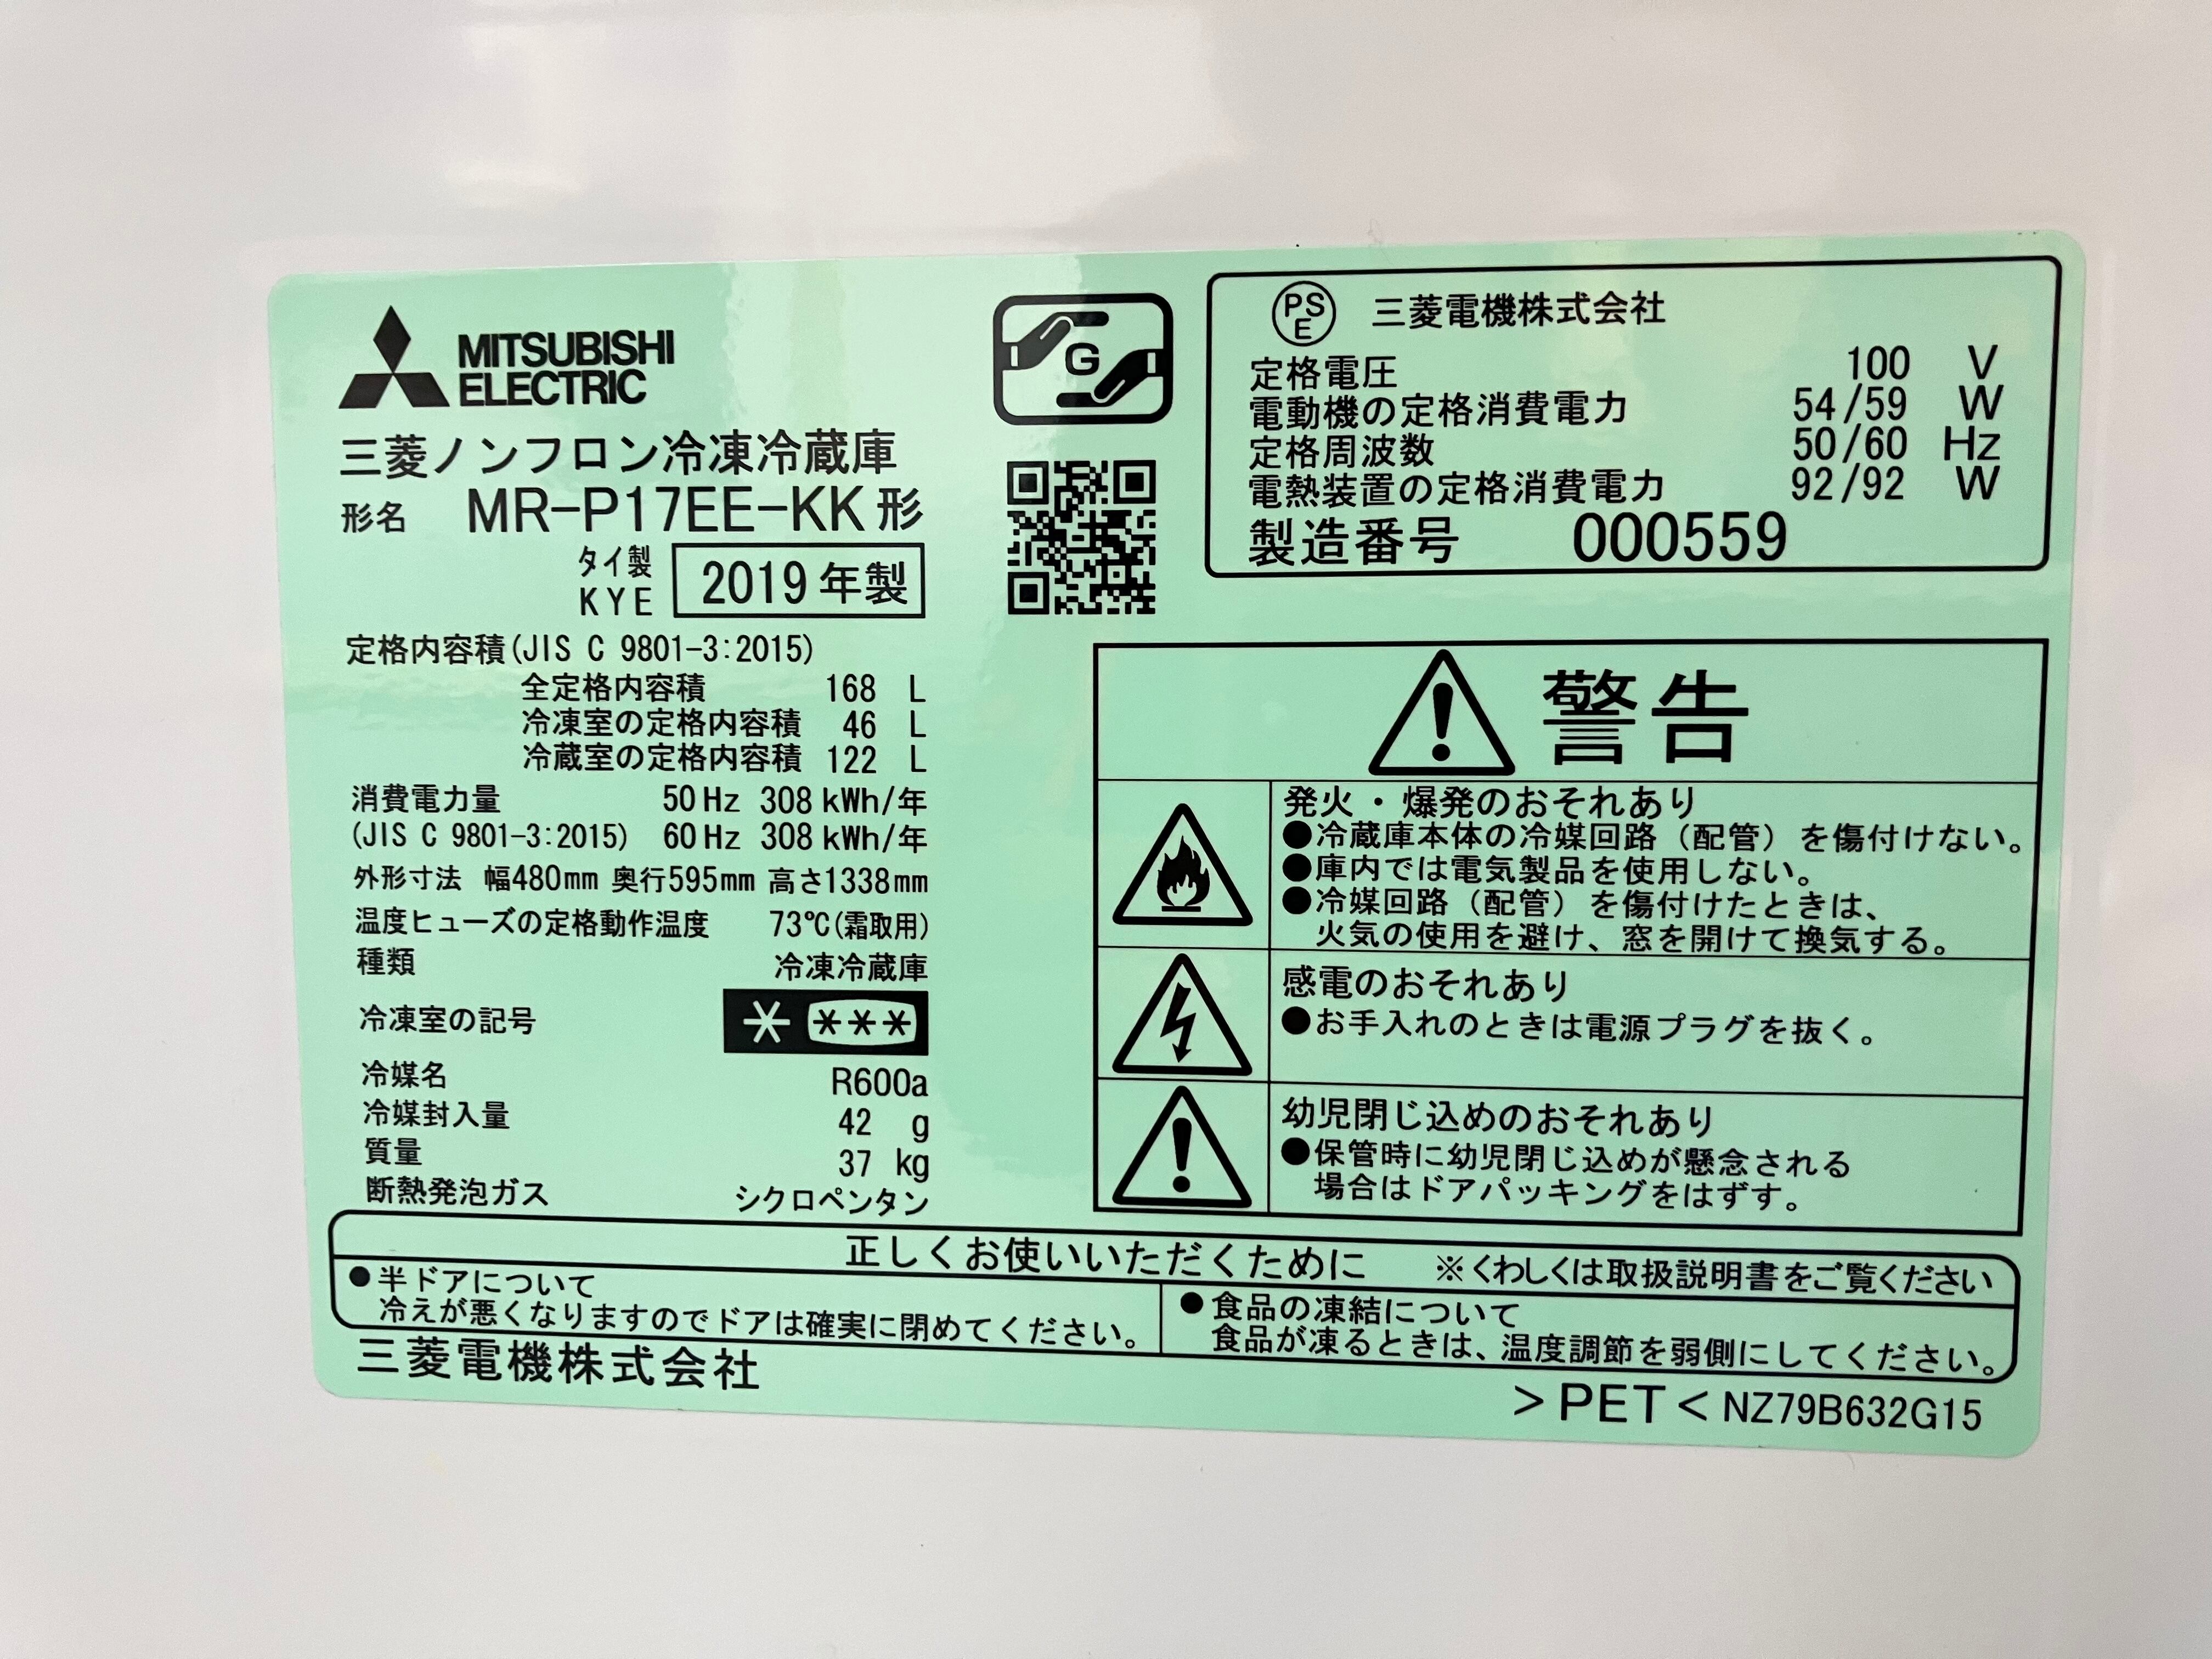 MITSUBISHI
ELECTRIC
三菱ノンフロン冷凍冷蔵庫
形名 MR-P17EE-KK形
タイ製
KYE
2019年製
定格内容積(JIS C 9801-3:2015)
全定格内容積 168 L
冷凍室の定格内容積 46 L
冷蔵室の定格内容積 122 L
消費電力量 50Hz 308kWh/年
(JIS C 9801-3:2015) 60Hz 308kWh/年
外形寸法 幅480mm 奥行595mm 高さ1338mm
温度ヒューズの定格動作温度 73℃(霜取用)
種類 冷凍冷蔵庫
冷凍室の記号 * ***
冷媒名 R600a
冷媒封入量 42 g
質量 37 kg
断熱発泡ガス シクロペンタン
G
PS
E
三菱電機株式会社
定格電圧 100 V
電動機の定格消費電力 54/59 W
定格周波数 50/60 Hz
電熱装置の定格消費電力 92/92 W
製造番号 000559
警告
発火・爆発のおそれあり
●冷蔵庫本体の冷媒回路(配管)を傷付けない。
●庫内では電気製品を使用しない。
●冷媒回路(配管)を傷付けたときは、
火気の使用を避け、窓を開けて換気する。
感電のおそれあり
●お手入れのときは電源プラグを抜く。
幼児閉じ込めのおそれあり
●保管時に幼児閉じ込めが懸念される
場合はドアパッキングをはずす。
正しくお使いいただくために ※くわしくは取扱説明書をご覧ください
●半ドアについて
冷えが悪くなりますのでドアは確実に閉めてください。
●食品の凍結について
食品が凍るときは、温度調節を弱側にしてください。
三菱電機株式会社
>PET< NZ79B632G15